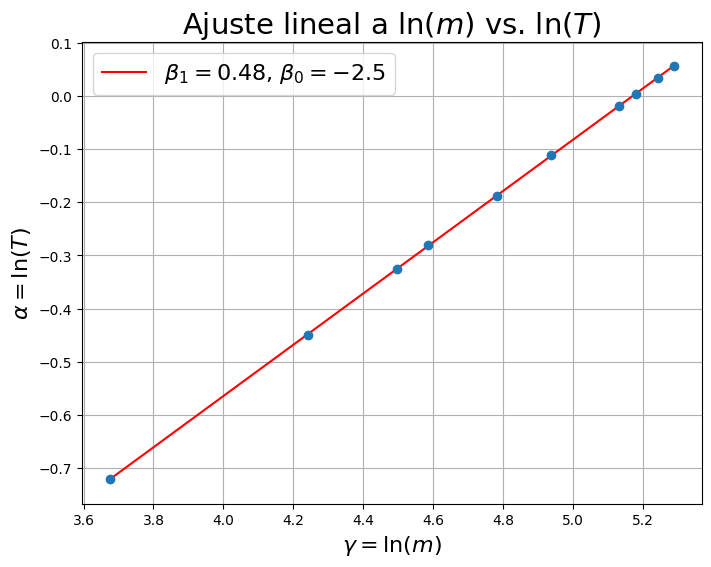 Ajuste lineal a ln(m) vs. ln(T)
β₁ = 0.48, β₀ = −2.5
α = ln(T)
0.1
0.0
−0.1
−0.2
−0.3
−0.4
−0.5
−0.6
−0.7
3.6 3.8 4.0 4.2 4.4 4.6 4.8 5.0 5.2
γ = ln(m)